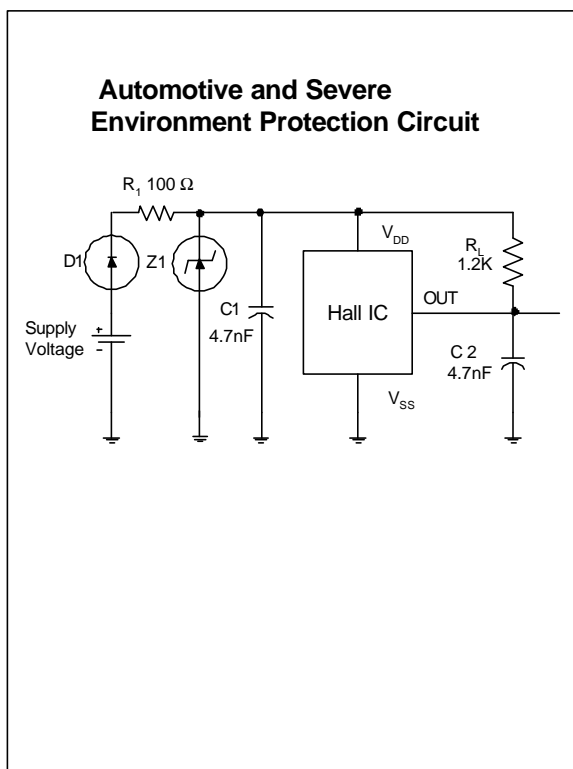 Automotive and Severe
Environment Protection Circuit
R1 100 Ω
D1
Z1
VDD
RL
1.2K
C1
4.7nF
Hall IC
OUT
Supply
Voltage
+
-
C 2
4.7nF
VSS